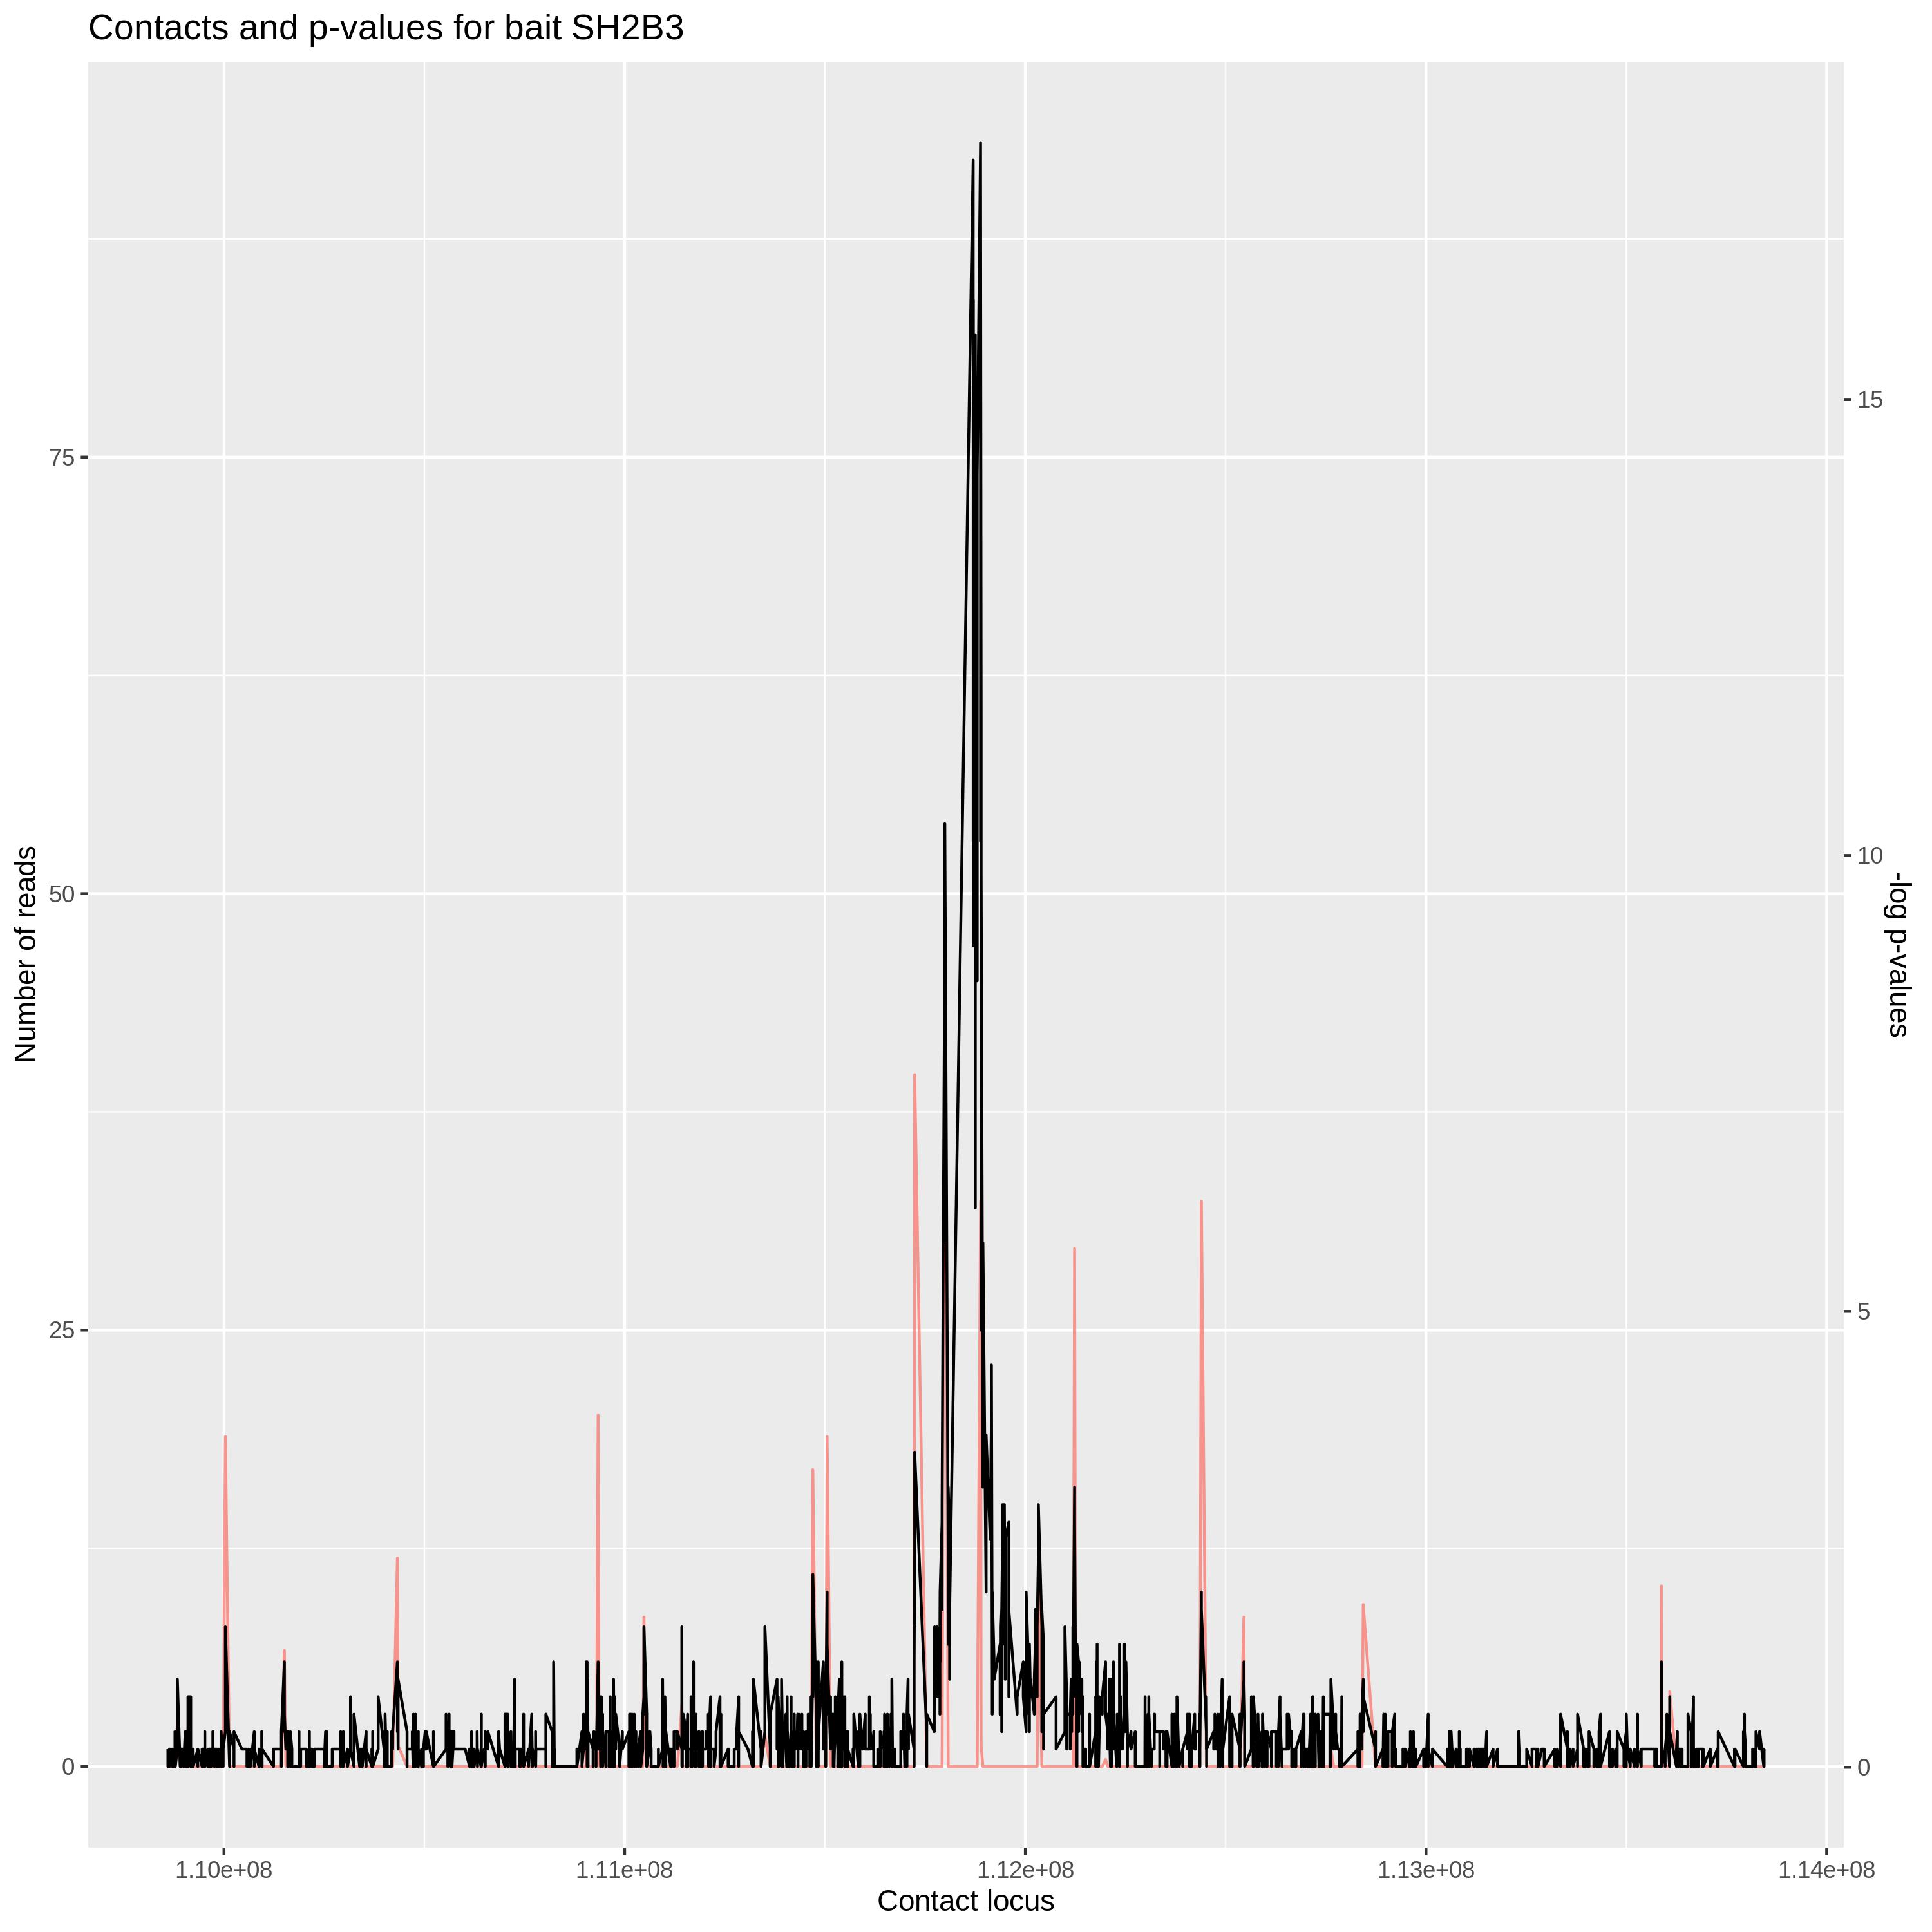 Contacts and p-values for bait SH2B3
Number of reads
75
50
25
0
15
10
5
0
-log p-values
1.10e+08
1.11e+08
1.12e+08
1.13e+08
1.14e+08
Contact locus